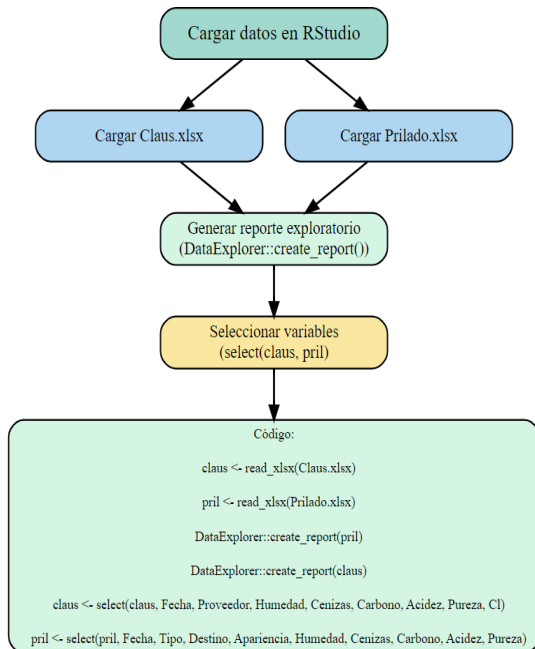 Cargar datos en RStudio
Cargar Claus.xlsx
Cargar Prilado.xlsx
Generar reporte exploratorio
(DataExplorer::create_report())
Seleccionar variables
(select(claus, pril)
Código:
claus <- read_xlsx(Claus.xlsx)
pril <- read_xlsx(Prilado.xlsx)
DataExplorer::create_report(pril)
DataExplorer::create_report(claus)
claus <- select(claus, Fecha, Proveedor, Humedad, Cenizas, Carbono, Acidez, Pureza, Cl)
pril <- select(pril, Fecha, Tipo, Destino, Apariencia, Humedad, Cenizas, Carbono, Acidez, Pureza)